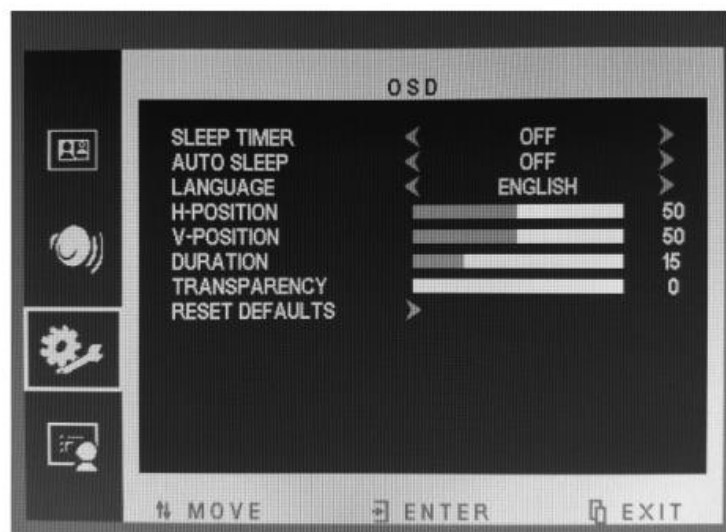 OSD
SLEEP TIMER OFF
AUTO SLEEP OFF
LANGUAGE ENGLISH
H-POSITION 50
V-POSITION 50
DURATION 15
TRANSPARENCY 0
RESET DEFAULTS
MOVE ENTER EXIT